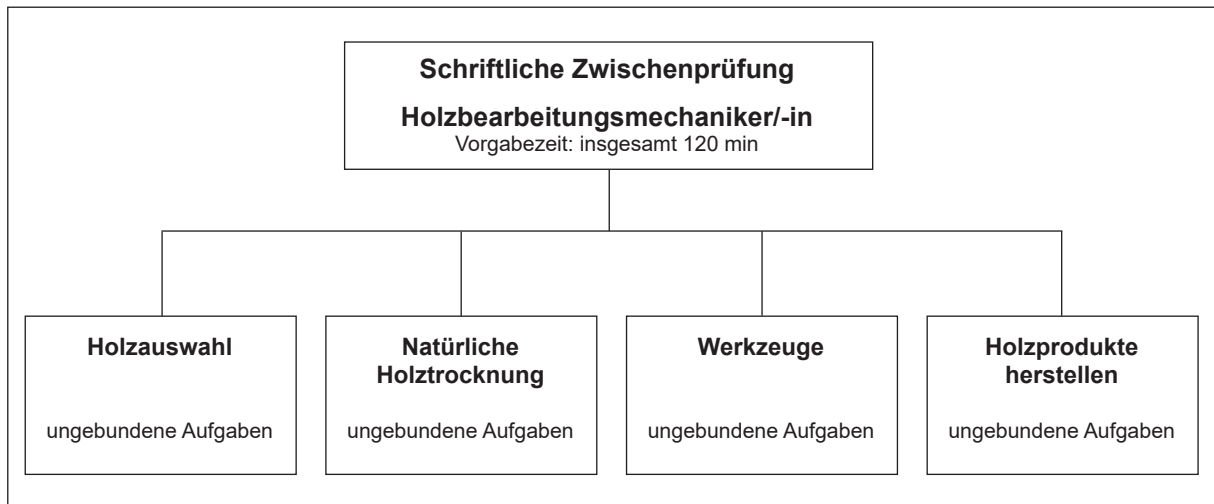 Schriftliche Zwischenprüfung
Holzbearbeitungsmechaniker/-in
Vorgabezeit: insgesamt 120 min
Holzauswahl
ungebundene Aufgaben
Natürliche
Holztrocknung
ungebundene Aufgaben
Werkzeuge
ungebundene Aufgaben
Holzprodukte
herstellen
ungebundene Aufgaben